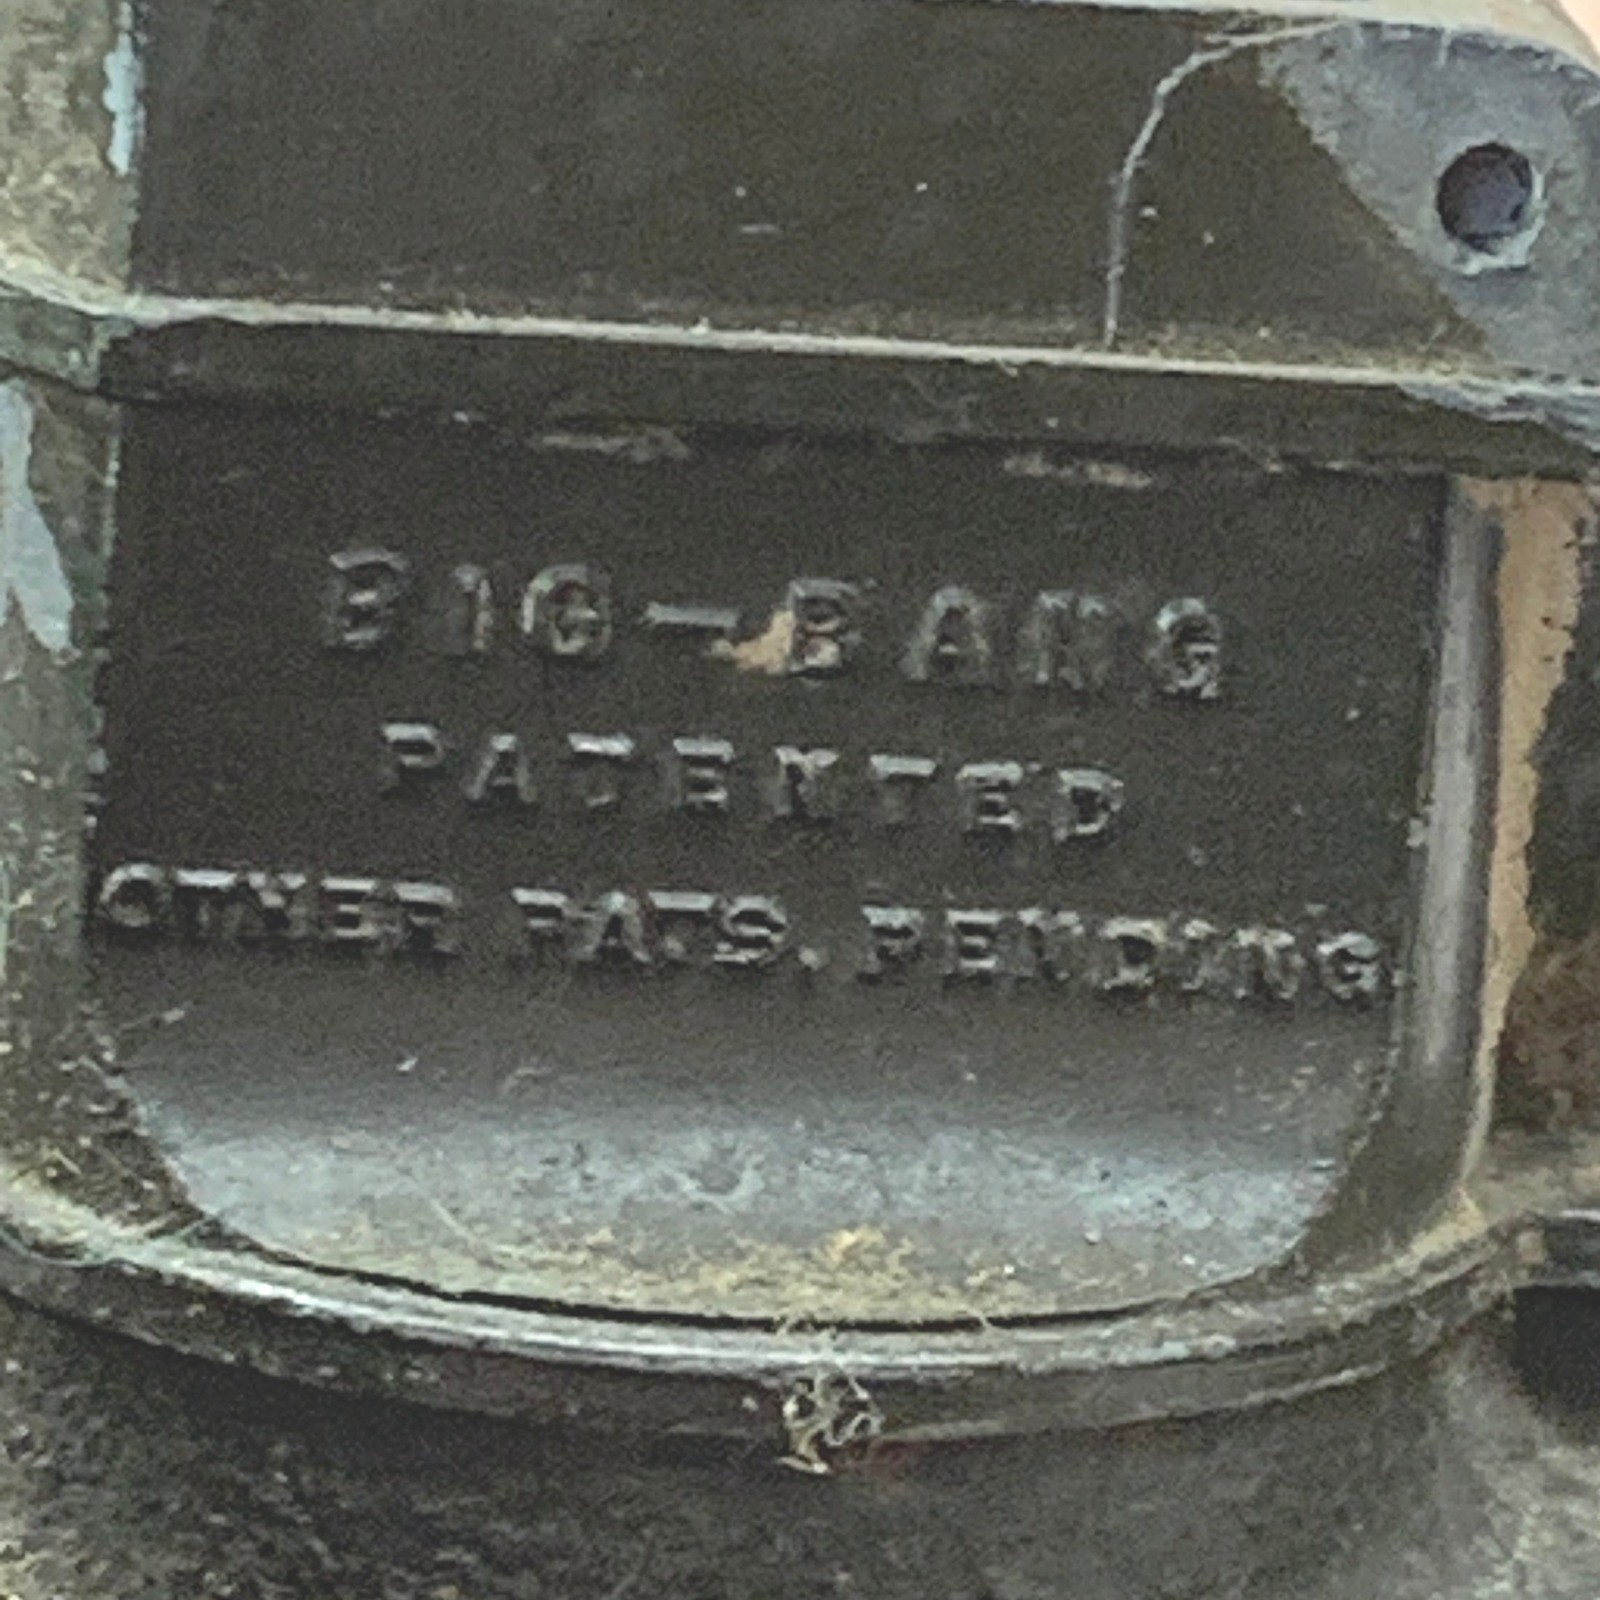 BIG-BANG
PATENTED
OTHER PATS. PENDING.